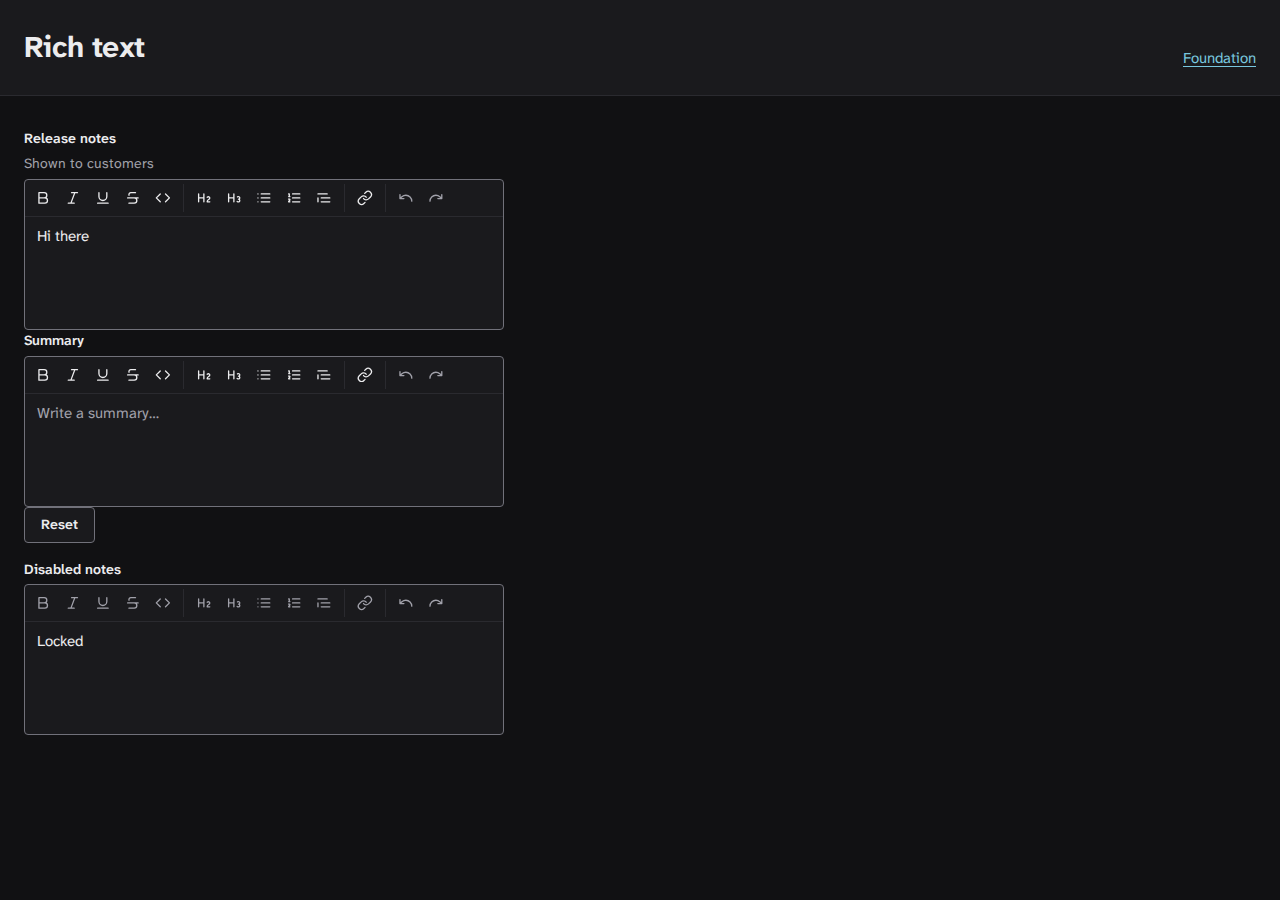 Rich text
Foundation
Release notes
Shown to customers
H2 H3
Hi there
Summary
H2 H3
Write a summary...
Reset
Disabled notes
H2 H3
Locked